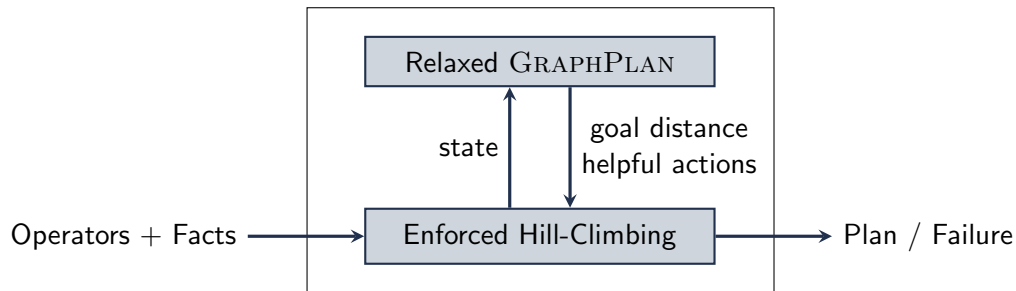 Relaxed GRAPHPLAN
state
goal distance
helpful actions
Operators + Facts
Enforced Hill-Climbing
Plan / Failure